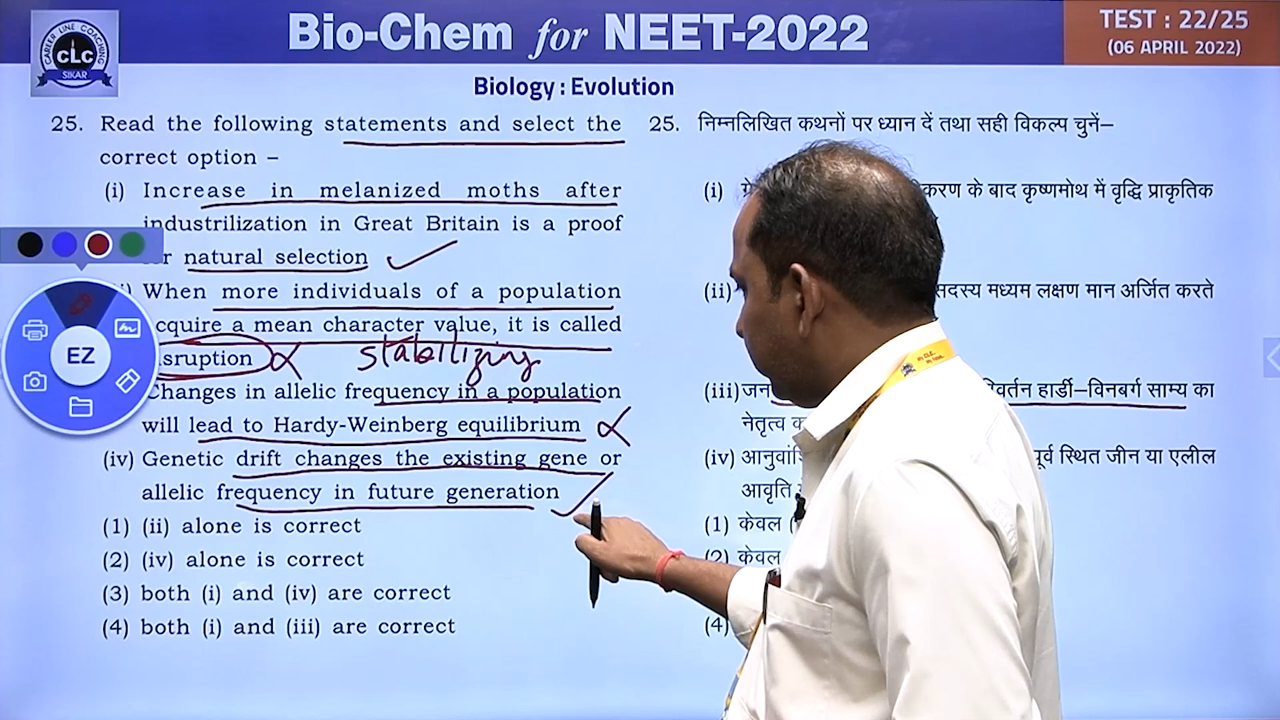 CAREER LINE COACHING
CLC
SIKAR
Bio-Chem for NEET-2022
TEST : 22/25
(06 APRIL 2022)
Biology : Evolution
25. Read the following statements and select the
correct option –
(i) Increase in melanized moths after
industrilization in Great Britain is a proof
natural selection
When more individuals of a population
acquire a mean character value, it is called
isruption
stabilizing
Changes in allelic frequency in a population
will lead to Hardy-Weinberg equilibrium
(iv) Genetic drift changes the existing gene or
allelic frequency in future generation
(1) (ii) alone is correct
(2) (iv) alone is correct
(3) both (i) and (iv) are correct
(4) both (i) and (iii) are correct
EZ
25. निम्नलिखित कथनों पर ध्यान दें तथा सही विकल्प चुनें–
(i) करण के बाद कृष्णमोथ में वृद्धि प्राकृतिक
(ii) सदस्य मध्यम लक्षण मान अर्जित करते
(iii) जन वर्तन हार्डी–विनबर्ग साम्य का
नेतृत्व
(iv) पूर्व स्थित जीन या एलील
आवृति
(1) केवल
(2) केवल
(4)